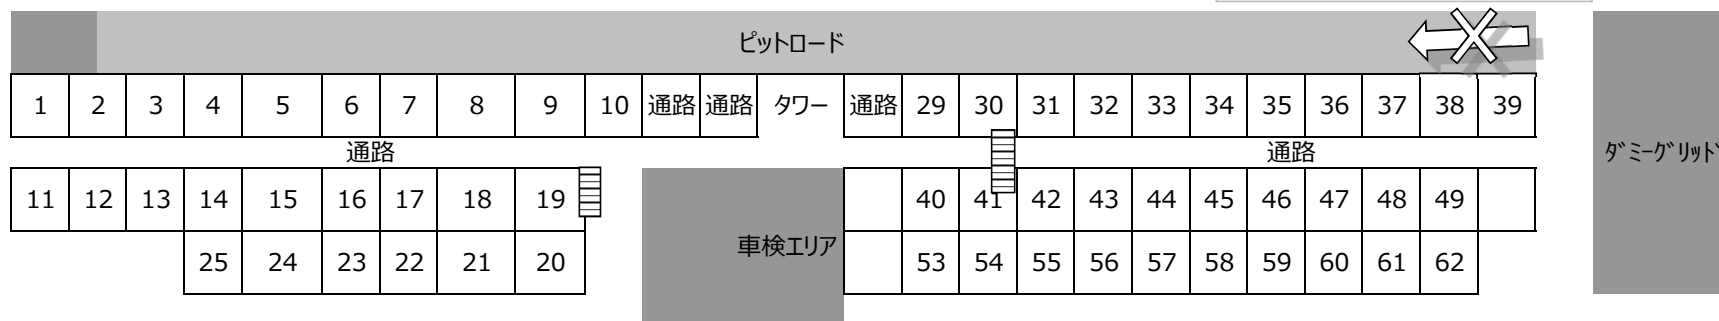 ピットロード
1 2 3 4 5 6 7 8 9 10 通路 通路 タワー 通路 29 30 31 32 33 34 35 36 37 38 39
通路 通路 ﾀﾞﾐｰｸﾞﾘｯﾄﾞ
11 12 13 14 15 16 17 18 19 40 41 42 43 44 45 46 47 48 49
車検エリア
25 24 23 22 21 20 53 54 55 56 57 58 59 60 61 62